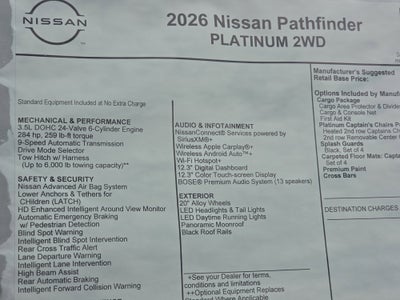 NISSAN
2026 Nissan Pathfinder
PLATINUM 2WD
Standard Equipment Included at No Extra Charge
MECHANICAL & PERFORMANCE
3.5L DOHC 24-Valve 6-Cylinder Engine
284 hp, 259 lb-ft torque
9-Speed Automatic Transmission
Drive Mode Selector
Tow Hitch w/ Harness
(Up to 6,000 lb towing capacity)**
SAFETY & SECURITY
Nissan Advanced Air Bag System
Lower Anchors & Tethers for
Children (LATCH)
HD Enhanced Intelligent Around View Monitor
Automatic Emergency Braking
w/ Pedestrian Detection
Blind Spot Warning
Intelligent Blind Spot Intervention
Rear Cross Traffic Alert
Lane Departure Warning
Intelligent Lane Intervention
High Beam Assist
Rear Automatic Braking
Intelligent Forward Collision Warning
AUDIO & INFOTAINMENT
NissanConnect® Services powered by
SiriusXM®+
Wireless Apple Carplay®+
Wireless Android Auto™+
Wi-Fi Hotspot+
12.3" Digital Dashboard
12.3" Color Touch-screen Display
BOSE® Premium Audio System (13 speakers)
EXTERIOR
20" Alloy Wheels
LED Headlights & Tail Lights
LED Daytime Running Lights
Panoramic Moonroof
Black Roof Rails
+See your Dealer for terms,
conditions and limitations
++Optional Equipment Replaces
Standard Where Applicable
Manufacturer's Suggested
Retail Base Price:
Options Included by Manufac
Cargo Package
Cargo Area Protector & Divider
Cargo & Console Net
First Aid Kit
Platinum Captain's Chairs P
Heated 2nd row Captains C
2nd row Removable Center
Splash Guards
Black, Set of 4
Carpeted Floor Mats: Captain
Set of 4
Premium Paint
Cross Bars
DESTINATION CHARGES